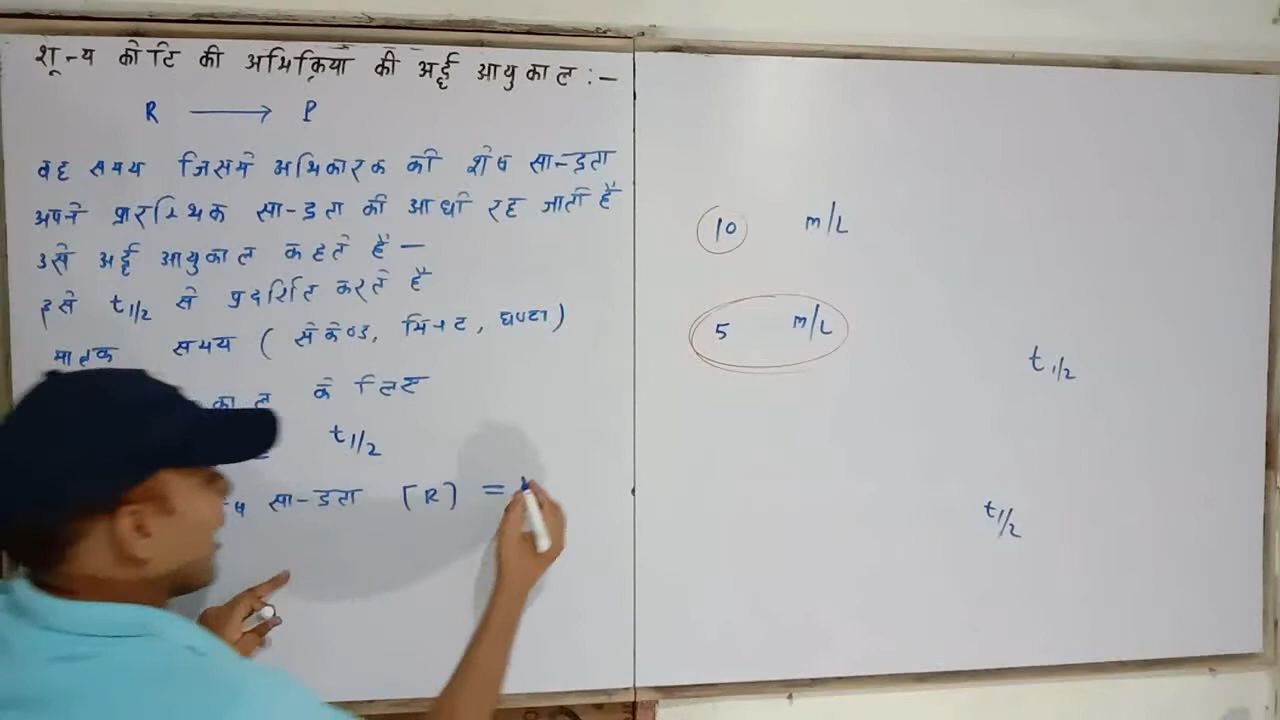 शून्य कोटि की अभिक्रिया की अर्द्ध आयुकाल :-
R ⟶ P
वह समय जिसमे अभिकारक की शेष सान्द्रता
अपने प्रारम्भिक सान्द्रता की आधी रह जाती है
उसे अर्द्ध आयुकाल कहते है -
इसे t1/2 से प्रदर्शित करते है
मात्रक समय ( सेकेण्ड, मिनट, घण्टा )
काल के लिए
t1/2
सान्द्रता [R] =
10 m/L
5 m/L
t1/2
t1/2